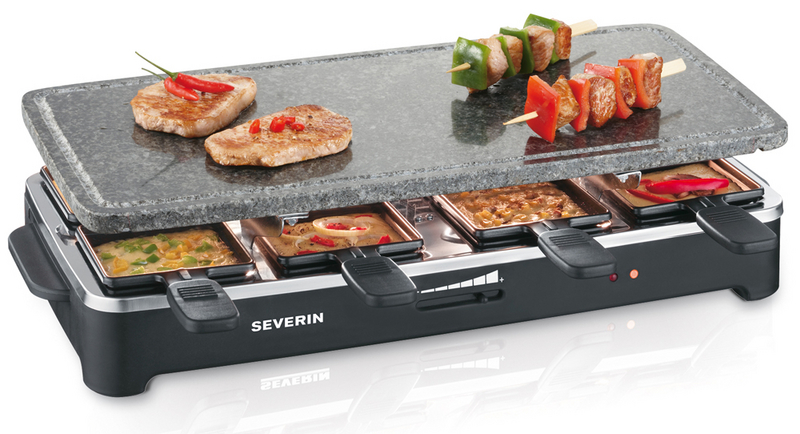 - +
SEVERIN